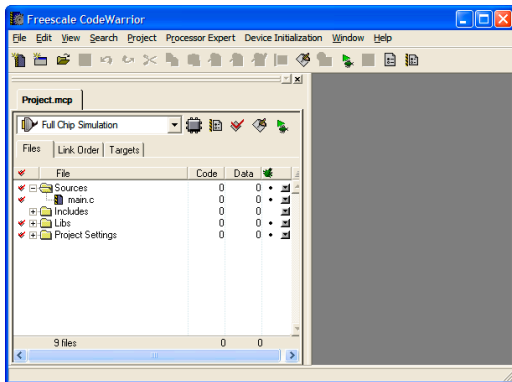 Freescale CodeWarrior
File Edit View Search Project Processor Expert Device Initialization Window Help
Project.mcp
Full Chip Simulation
Files Link Order Targets
File Code Data
Sources 0 0
main.c 0 0
Includes 0 0
Libs 0 0
Project Settings 0 0
9 files 0 0